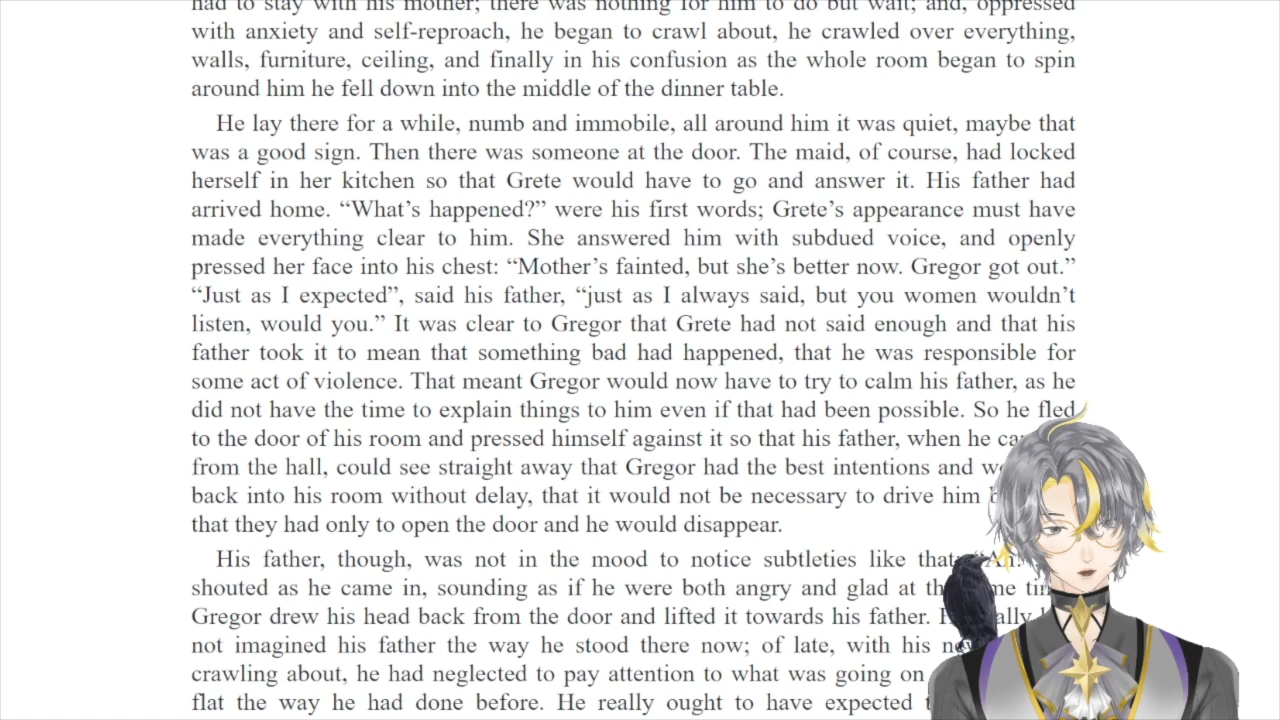 had to stay with his mother; there was nothing for him to do but wait; and, oppressed
with anxiety and self-reproach, he began to crawl about, he crawled over everything,
walls, furniture, ceiling, and finally in his confusion as the whole room began to spin
around him he fell down into the middle of the dinner table.
He lay there for a while, numb and immobile, all around him it was quiet, maybe that
was a good sign. Then there was someone at the door. The maid, of course, had locked
herself in her kitchen so that Grete would have to go and answer it. His father had
arrived home. “What’s happened?” were his first words; Grete’s appearance must have
made everything clear to him. She answered him with subdued voice, and openly
pressed her face into his chest: “Mother’s fainted, but she’s better now. Gregor got out.”
“Just as I expected”, said his father, “just as I always said, but you women wouldn’t
listen, would you.” It was clear to Gregor that Grete had not said enough and that his
father took it to mean that something bad had happened, that he was responsible for
some act of violence. That meant Gregor would now have to try to calm his father, as he
did not have the time to explain things to him even if that had been possible. So he fled
to the door of his room and pressed himself against it so that his father, when he
from the hall, could see straight away that Gregor had the best intentions and
back into his room without delay, that it would not be necessary to drive him
that they had only to open the door and he would disappear.
His father, though, was not in the mood to notice subtleties like that;
shouted as he came in, sounding as if he were both angry and glad at
Gregor drew his head back from the door and lifted it towards his father.
not imagined his father the way he stood there now; of late, with his
crawling about, he had neglected to pay attention to what was going on
flat the way he had done before. He really ought to have expected